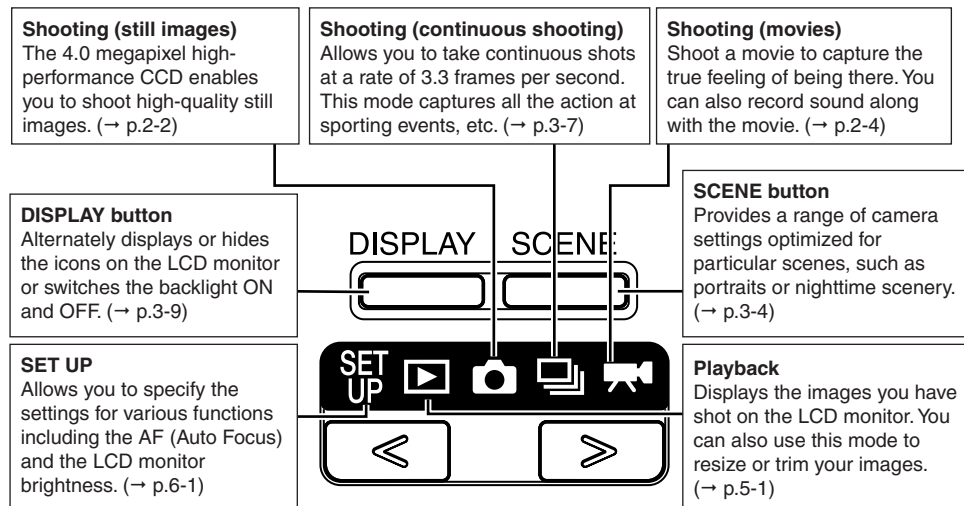 Shooting (still images)
The 4.0 megapixel high-
performance CCD enables
you to shoot high-quality still
images. (→ p.2-2)
Shooting (continuous shooting)
Allows you to take continuous shots
at a rate of 3.3 frames per second.
This mode captures all the action at
sporting events, etc. (→ p.3-7)
Shooting (movies)
Shoot a movie to capture the
true feeling of being there. You
can also record sound along
with the movie. (→ p.2-4)
DISPLAY button
Alternately displays or hides
the icons on the LCD monitor
or switches the backlight ON
and OFF. (→ p.3-9)
DISPLAY SCENE
SCENE button
Provides a range of camera
settings optimized for
particular scenes, such as
portraits or nighttime scenery.
(→ p.3-4)
SET UP
Allows you to specify the
settings for various functions
including the AF (Auto Focus)
and the LCD monitor
brightness. (→ p.6-1)
SET
UP
Playback
Displays the images you have
shot on the LCD monitor. You
can also use this mode to
resize or trim your images.
(→ p.5-1)